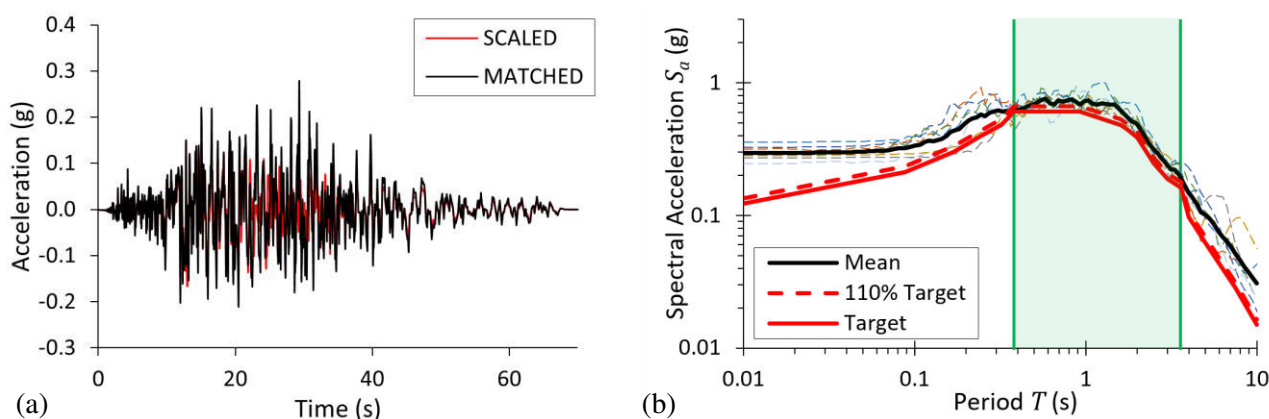 Acceleration (g)
0.4
0.3
0.2
0.1
0.0
-0.1
-0.2
-0.3
0 20 40 60
Time (s)
SCALED
MATCHED
(a)
Spectral Acceleration Sₐ (g)
1
0.1
0.01
0.01 0.1 1 10
Period T (s)
Mean
110% Target
Target
(b)